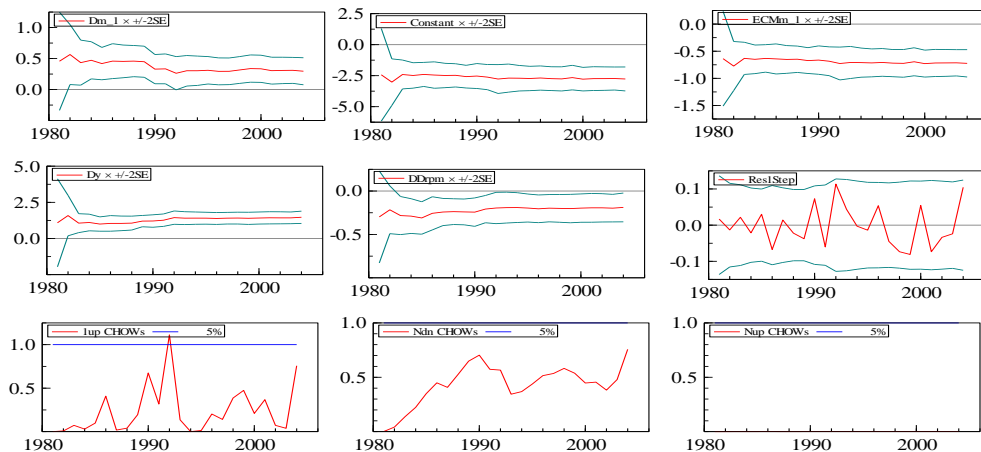 Dm_1 × +/-2SE
1.0
0.5
0.0
1980 1990 2000
Constant × +/-2SE
2.5
0.0
-2.5
-5.0
1980 1990 2000
ECMm_1 × +/-2SE
0.0
-0.5
-1.0
-1.5
1980 1990 2000
Dy × +/-2SE
5.0
2.5
0.0
1980 1990 2000
DDrpm × +/-2SE
0.0
-0.5
1980 1990 2000
Res1Step
0.1
0.0
-0.1
1980 1990 2000
1up CHOWs 5%
1.0
0.5
1980 1990 2000
Ndn CHOWs 5%
1.0
0.5
1980 1990 2000
Nup CHOWs 5%
1.0
0.5
1980 1990 2000